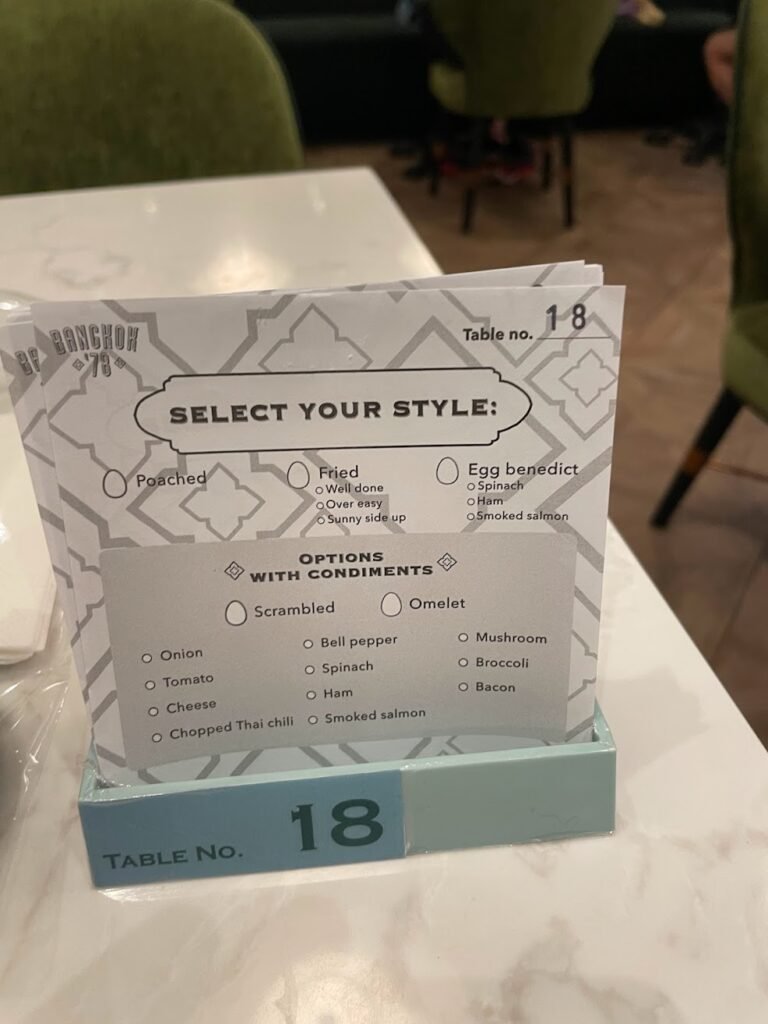 BANGKOK
'78
Table no. 18
SELECT YOUR STYLE:
Poached
Fried
Well done
Over easy
Sunny side up
Egg benedict
Spinach
Ham
Smoked salmon
OPTIONS
WITH CONDIMENTS
Scrambled
Omelet
Onion
Tomato
Cheese
Chopped Thai chili
Bell pepper
Spinach
Ham
Smoked salmon
Mushroom
Broccoli
Bacon
TABLE NO. 18